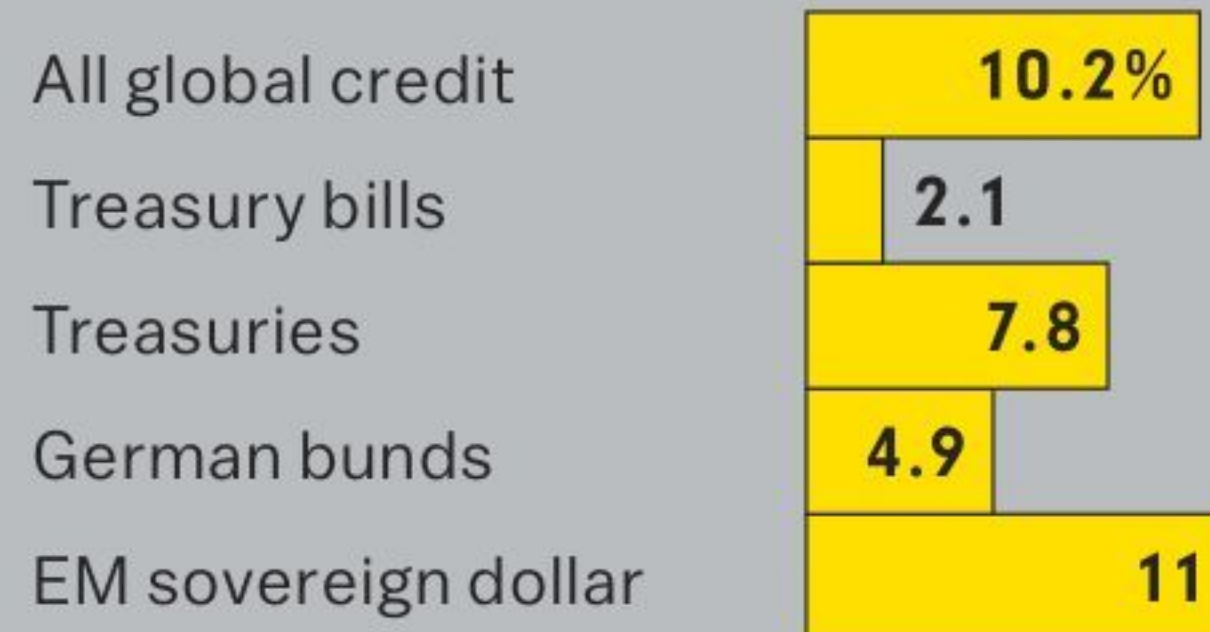 All global credit 10.2%
Treasury bills 2.1
Treasuries 7.8
German bunds 4.9
EM sovereign dollar 11